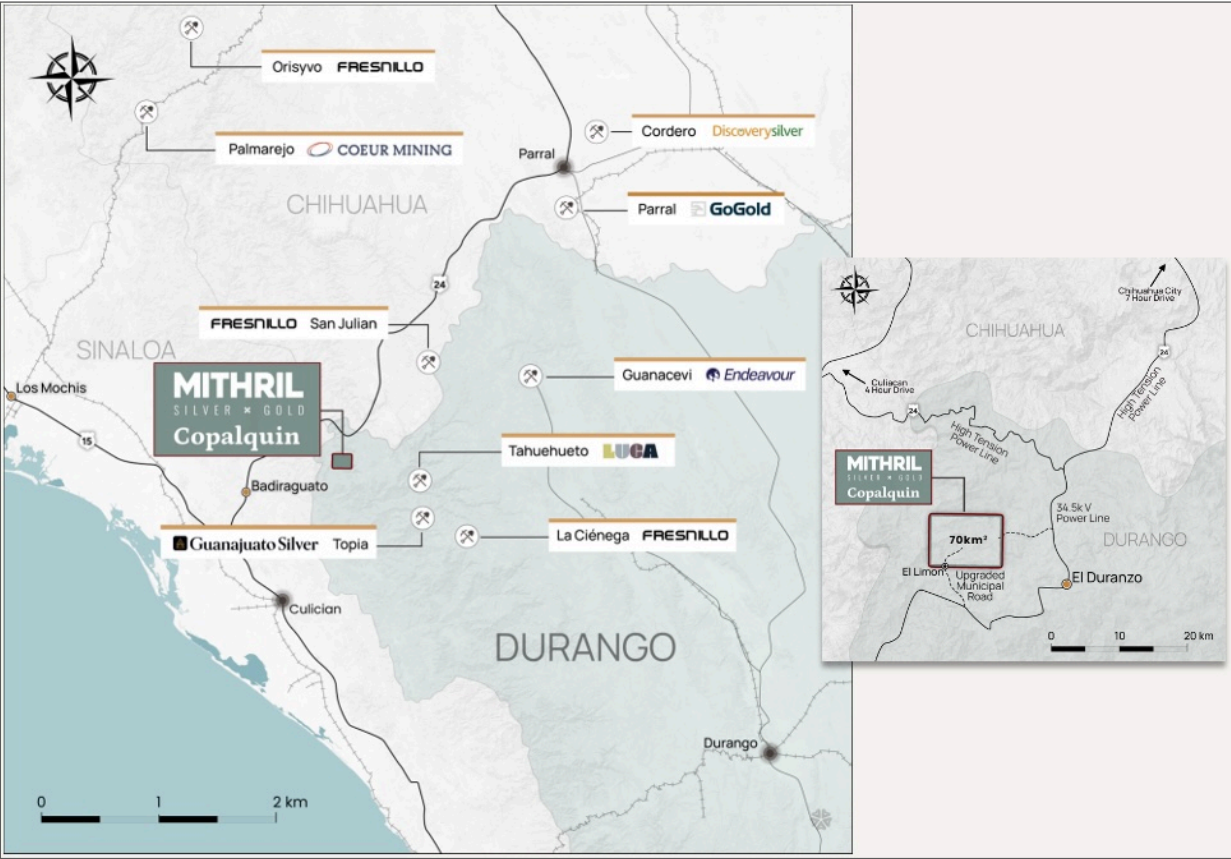 Orisyvo FRESNILLO
Palmarejo COEUR MINING
Cordero Discoverysilver
Parral
CHIHUAHUA
Parral GoGold
24
FRESNILLO San Julian
SINALOA
Guanacevi Endeavour
MITHRIL
SILVER × GOLD
Copalquin
Los Mochis
15
Tahuehueto LUCA
Badiraguato
Guanajuato Silver Topia
La Ciénega FRESNILLO
Culician
DURANGO
Durango
0 1 2 km
Chihuahua City
7 Hour Drive
CHIHUAHUA
24
Culiacan
4 Hour Drive
High Tension
Power Line
24
High Tension
Power Line
MITHRIL
SILVER × GOLD
Copalquin
34.5k V
Power Line
70km²
DURANGO
El Limon
Upgraded
Municipal
Road
El Duranzo
0 10 20 km